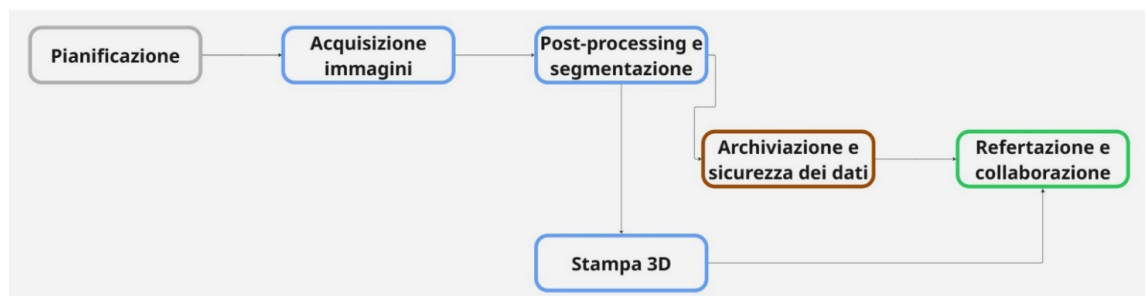 Pianificazione
Acquisizione
immagini
Post-processing e
segmentazione
Archiviazione e
sicurezza dei dati
Refertazione e
collaborazione
Stampa 3D